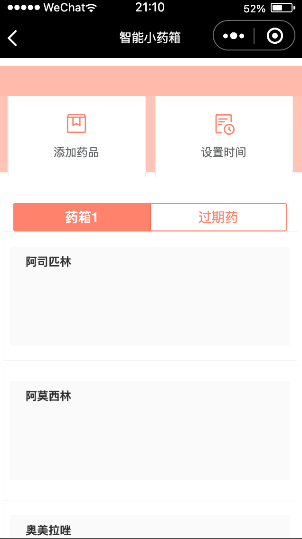 WeChat
21:10
52%
智能小药箱
添加药品
设置时间
药箱1
过期药
阿司匹林
阿莫西林
奥美拉唑